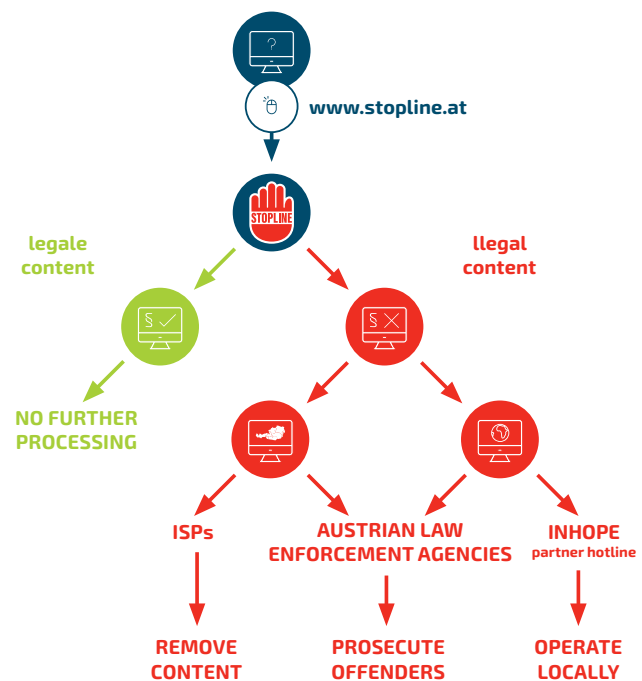 ?
www.stopline.at
STOPLINE
legale
content
llegal
content
§
§
NO FURTHER
PROCESSING
ISPs
AUSTRIAN LAW
ENFORCEMENT AGENCIES
INHOPE
partner hotline
REMOVE
CONTENT
PROSECUTE
OFFENDERS
OPERATE
LOCALLY